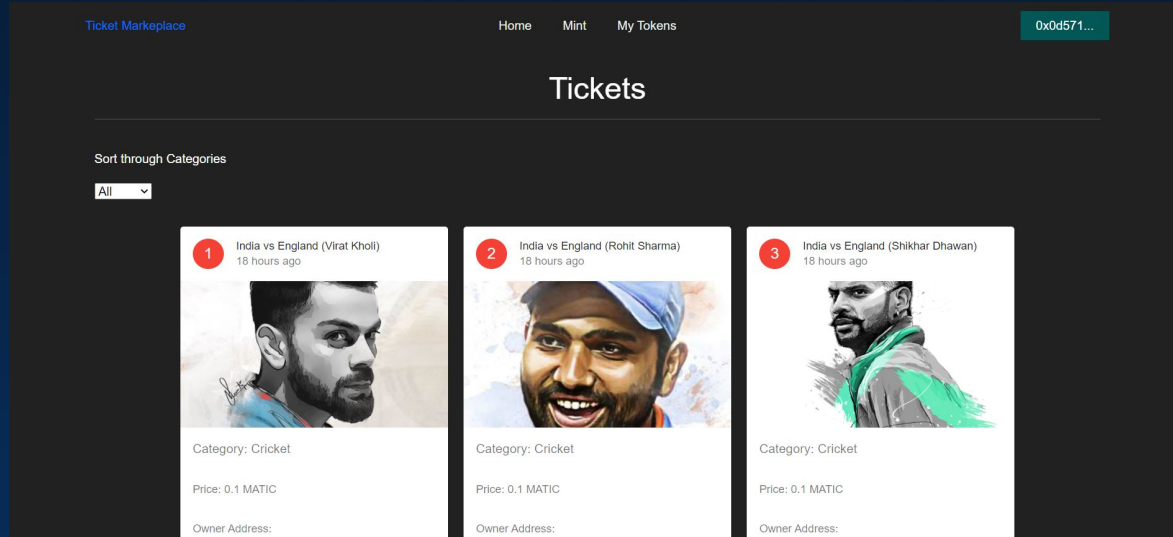 Ticket Markeplace
Home Mint My Tokens
0x0d571...
Tickets
Sort through Categories
All
1
India vs England (Virat Kholi)
18 hours ago
Category: Cricket
Price: 0.1 MATIC
Owner Address:
2
India vs England (Rohit Sharma)
18 hours ago
Category: Cricket
Price: 0.1 MATIC
Owner Address:
3
India vs England (Shikhar Dhawan)
18 hours ago
Category: Cricket
Price: 0.1 MATIC
Owner Address: